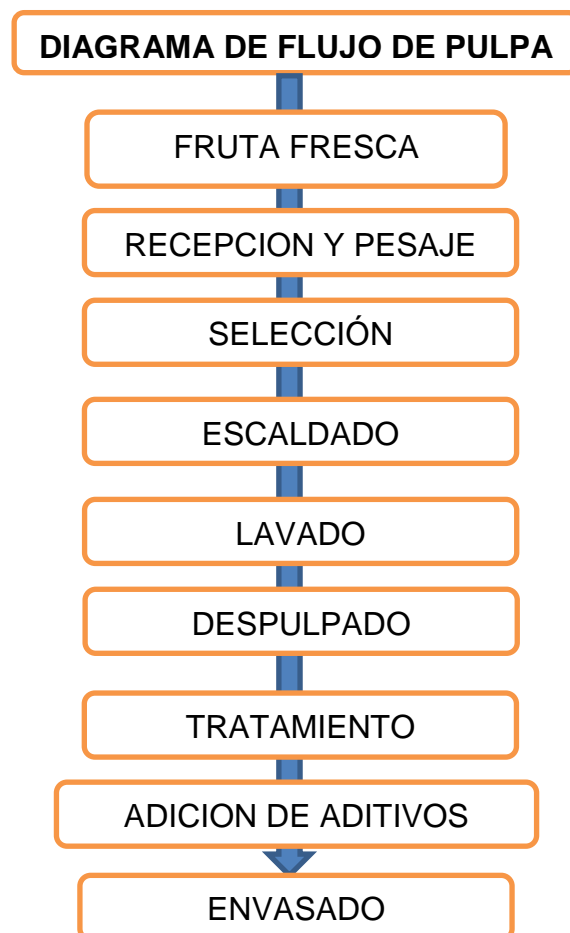 DIAGRAMA DE FLUJO DE PULPA
FRUTA FRESCA
RECEPCION Y PESAJE
SELECCIÓN
ESCALDADO
LAVADO
DESPULPADO
TRATAMIENTO
ADICION DE ADITIVOS
ENVASADO